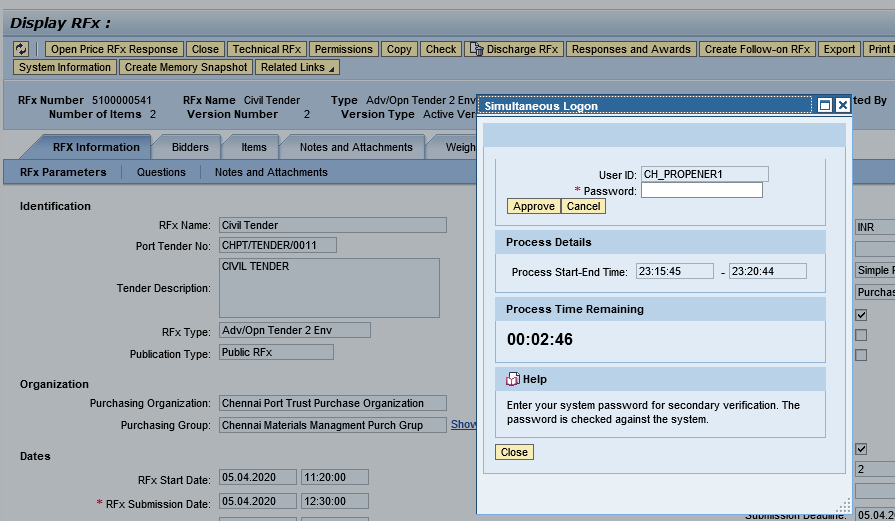 Display RFx :
Open Price RFx Response Close Technical RFx Permissions Copy Check Discharge RFx Responses and Awards Create Follow-on RFx Export Print
System Information Create Memory Snapshot Related Links
RFx Number 5100000541 RFx Name Civil Tender Type Adv/Opn Tender 2 Env
Number of Items 2 Version Number 2 Version Type Active Ver
ted By
RFX Information Bidders Items Notes and Attachments Weigh
RFx Parameters Questions Notes and Attachments
Identification
RFx Name: Civil Tender
Port Tender No: CHPT/TENDER/0011
Tender Description: CIVIL TENDER
RFx Type: Adv/Opn Tender 2 Env
Publication Type: Public RFx
Organization
Purchasing Organization: Chennai Port Trust Purchase Organization
Purchasing Group: Chennai Materials Managment Purch Grup Show
Dates
RFx Start Date: 05.04.2020 11:20:00
* RFx Submission Date: 05.04.2020 12:30:00
Simultaneous Logon
User ID: CH_PROPENER1
* Password:
Approve Cancel
Process Details
Process Start-End Time: 23:15:45 - 23:20:44
Process Time Remaining
00:02:46
Help
Enter your system password for secondary verification. The
password is checked against the system.
Close
INR
Simple
Purchas
2
Submission Deadline: 05.04.2